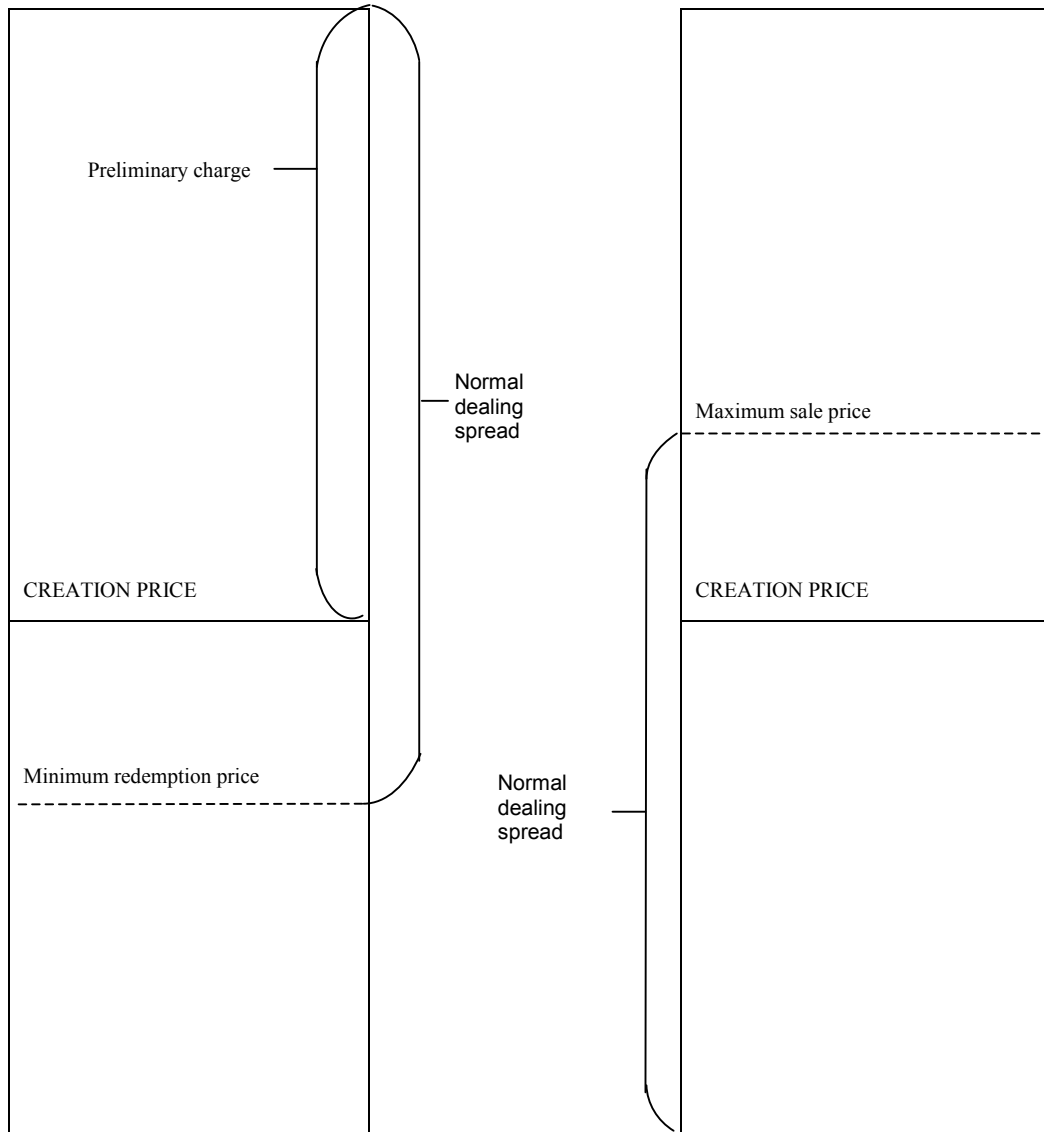 Preliminary charge
Normal
dealing
spread
CREATION PRICE
Minimum redemption price
Maximum sale price
CREATION PRICE
Normal
dealing
spread